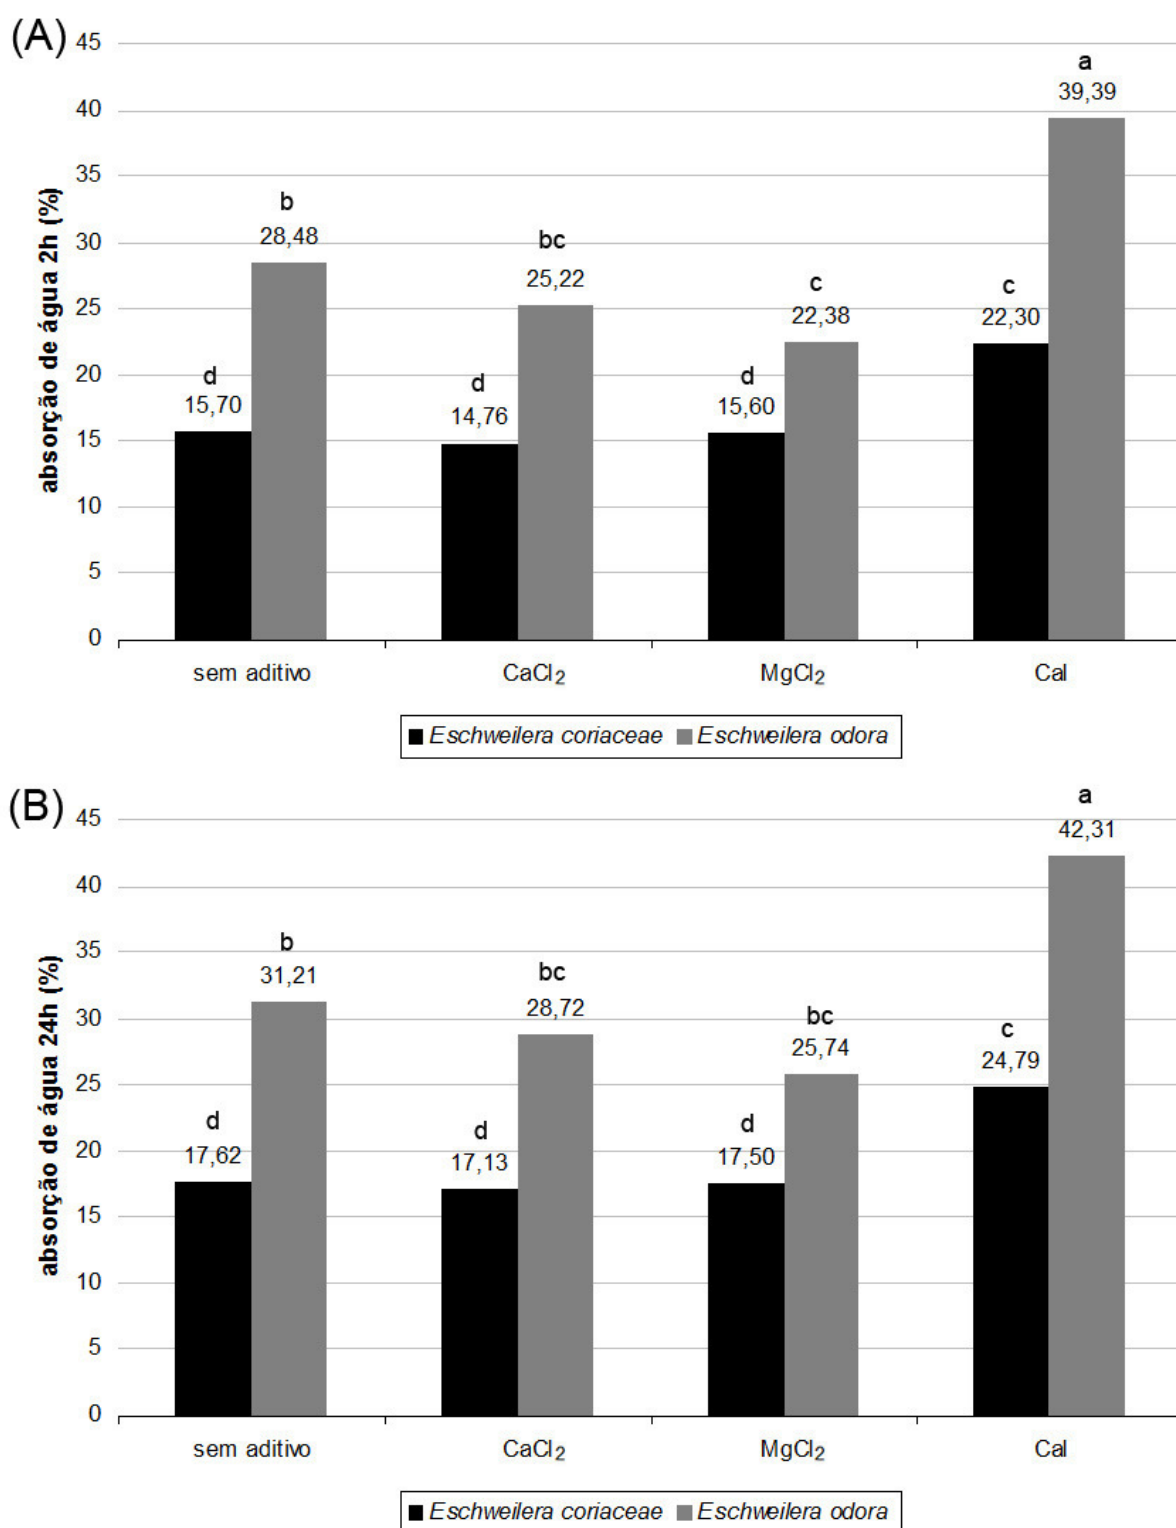 (A)
absorção de água 2h (%)
45
40
35
30
25
20
15
10
5
0
d
15,70
b
28,48
d
14,76
bc
25,22
d
15,60
c
22,38
c
22,30
a
39,39
sem aditivo CaCl₂ MgCl₂ Cal
Eschweilera coriaceae Eschweilera odora
(B)
absorção de água 24h (%)
45
40
35
30
25
20
15
10
5
0
d
17,62
b
31,21
d
17,13
bc
28,72
d
17,50
bc
25,74
c
24,79
a
42,31
sem aditivo CaCl₂ MgCl₂ Cal
Eschweilera coriaceae Eschweilera odora